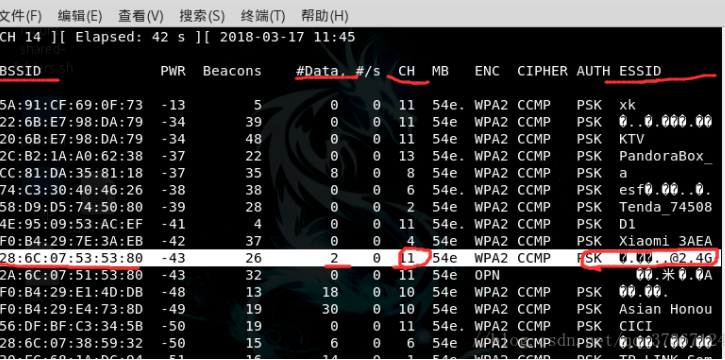 文件(F) 编辑(E) 查看(V) 搜索(S) 终端(T) 帮助(H)
CH 14 ][ Elapsed: 42 s ][ 2018-03-17 11:45
BSSID PWR Beacons #Data, #/s CH MB ENC CIPHER AUTH ESSID
5A:91:CF:69:0F:73 -13 5 0 0 11 54e. WPA2 CCMP PSK xk
22:6B:E7:98:DA:79 -34 39 0 0 11 54e. WPA2 CCMP PSK
20:6B:E7:98:DA:79 -34 48 0 0 11 54e. WPA2 CCMP PSK KTV
2C:B2:1A:A0:62:38 -37 22 0 0 13 54e. WPA2 CCMP PSK PandoraBox_
CC:81:DA:35:81:18 -37 35 8 0 8 54e. WPA2 CCMP PSK a
74:C3:30:40:46:26 -38 38 0 0 6 54e. WPA2 CCMP PSK esf
58:D9:D5:74:50:80 -39 28 0 0 2 54e. WPA2 CCMP PSK Tenda_74508
4E:95:09:53:AC:EF -41 4 0 0 11 54e. WPA2 CCMP PSK D1
F0:B4:29:7E:3A:EB -42 37 0 0 4 54e. WPA2 CCMP PSK Xiaomi_3AEA
28:6C:07:53:53:80 -43 26 2 0 11 54e WPA2 CCMP PSK @2.4G
2A:6C:07:51:53:80 -43 32 0 0 11 54e OPN 米
F0:B4:29:E1:4D:DB -48 13 18 0 10 54e WPA2 CCMP PSK
F0:B4:29:E4:73:8D -49 19 30 0 10 54e WPA2 CCMP PSK Asian Honou
56:DF:BF:C3:34:5B -50 19 0 0 11 54e. WPA2 CCMP PSK CICI
28:6C:07:38:59:32 -50 15 6 0 6 54e WPA2 CCMP PSK